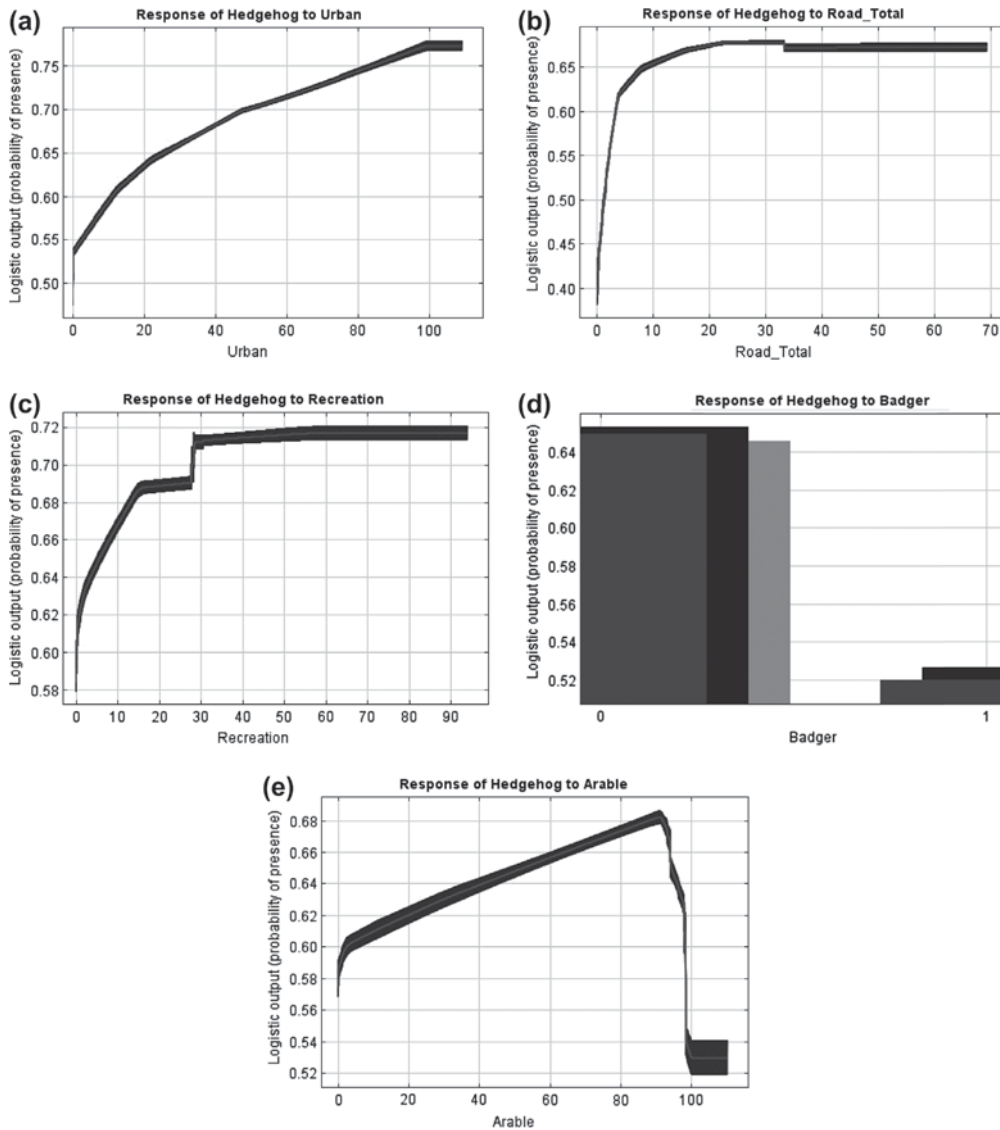 (a)
Response of Hedgehog to Urban
Logistic output (probability of presence)
0.75
0.70
0.65
0.60
0.55
0.50
0 20 40 60 80 100
Urban
(b)
Response of Hedgehog to Road_Total
Logistic output (probability of presence)
0.65
0.60
0.55
0.50
0.45
0.40
0 10 20 30 40 50 60 70
Road_Total
(c)
Response of Hedgehog to Recreation
Logistic output (probability of presence)
0.72
0.70
0.68
0.66
0.64
0.62
0.60
0.58
0 10 20 30 40 50 60 70 80 90
Recreation
(d)
Response of Hedgehog to Badger
Logistic output (probability of presence)
0.64
0.62
0.60
0.58
0.56
0.54
0.52
0 1
Badger
(e)
Response of Hedgehog to Arable
Logistic output (probability of presence)
0.68
0.66
0.64
0.62
0.60
0.58
0.56
0.54
0.52
0 20 40 60 80 100
Arable